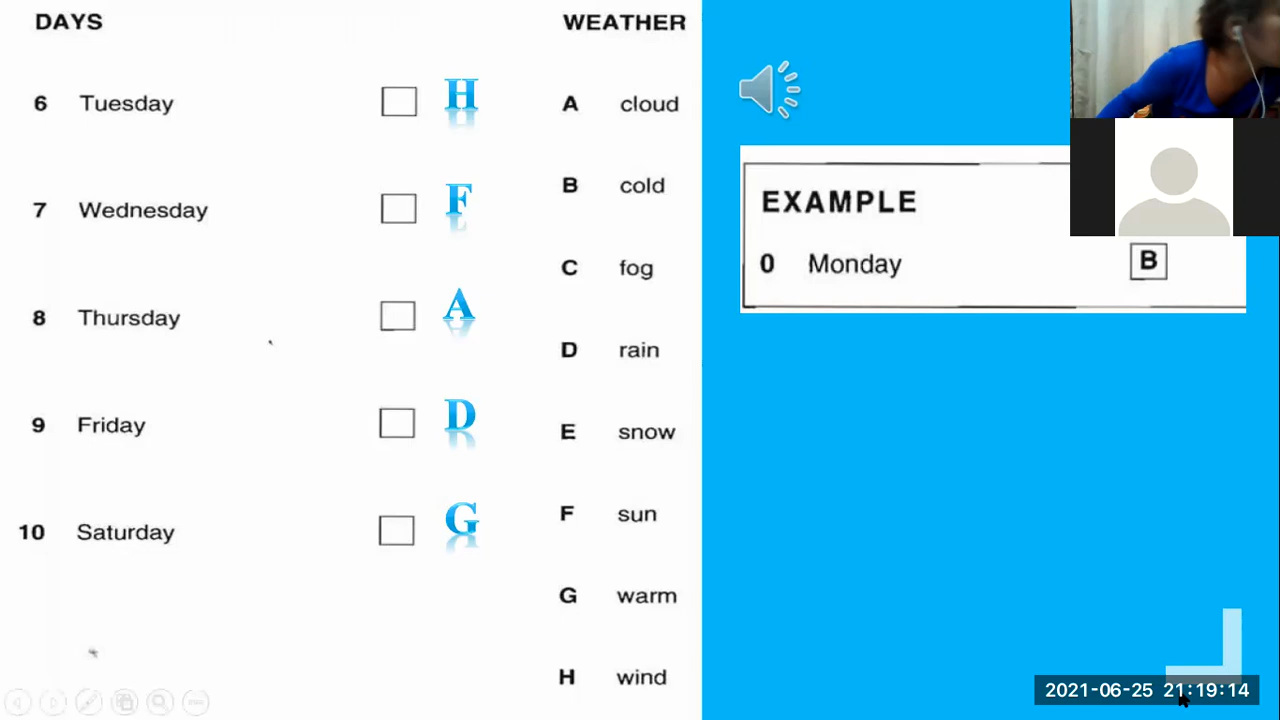 DAYS
6 Tuesday H
7 Wednesday F
8 Thursday A
9 Friday D
10 Saturday G
WEATHER
A cloud
B cold
C fog
D rain
E snow
F sun
G warm
H wind
EXAMPLE
0 Monday B
2021-06-25 21:19:14